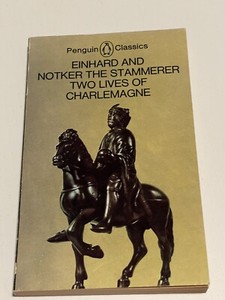 Penguin Classics
EINHARD AND
NOTKER THE STAMMERER
TWO LIVES OF
CHARLEMAGNE